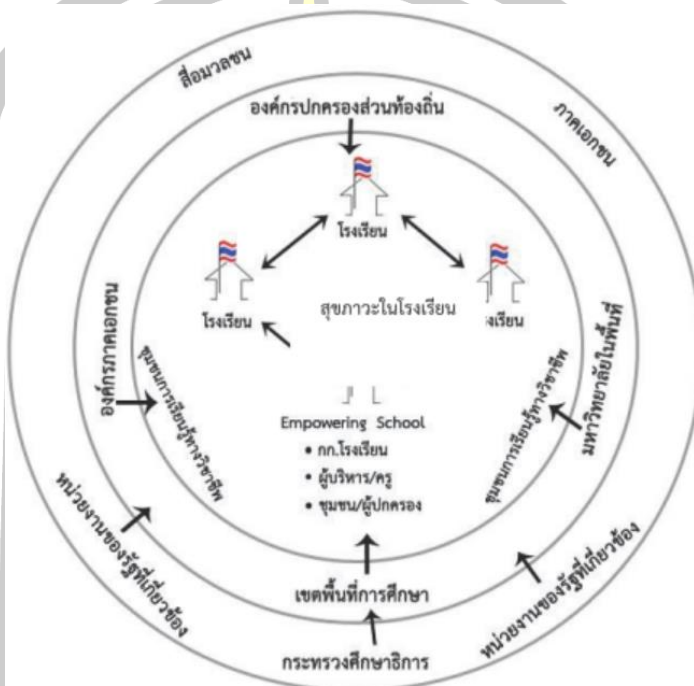 สื่อมวลชน
ภาคเอกชน
องค์กรปกครองส่วนท้องถิ่น
โรงเรียน
โรงเรียน
สุขภาวะในโรงเรียน
งเรียน
องค์กรภาคเอกชน
มหาวิทยาลัยในพื้นที่
ชุมชนการเรียนรู้ทางวิชาชีพ
ชุมชนการเรียนรู้ทางวิชาชีพ
Empowering School
• กก.โรงเรียน
• ผู้บริหาร/ครู
• ชุมชน/ผู้ปกครอง
หน่วยงานของรัฐที่เกี่ยวข้อง
หน่วยงานของรัฐที่เกี่ยวข้อง
เขตพื้นที่การศึกษา
กระทรวงศึกษาธิการ